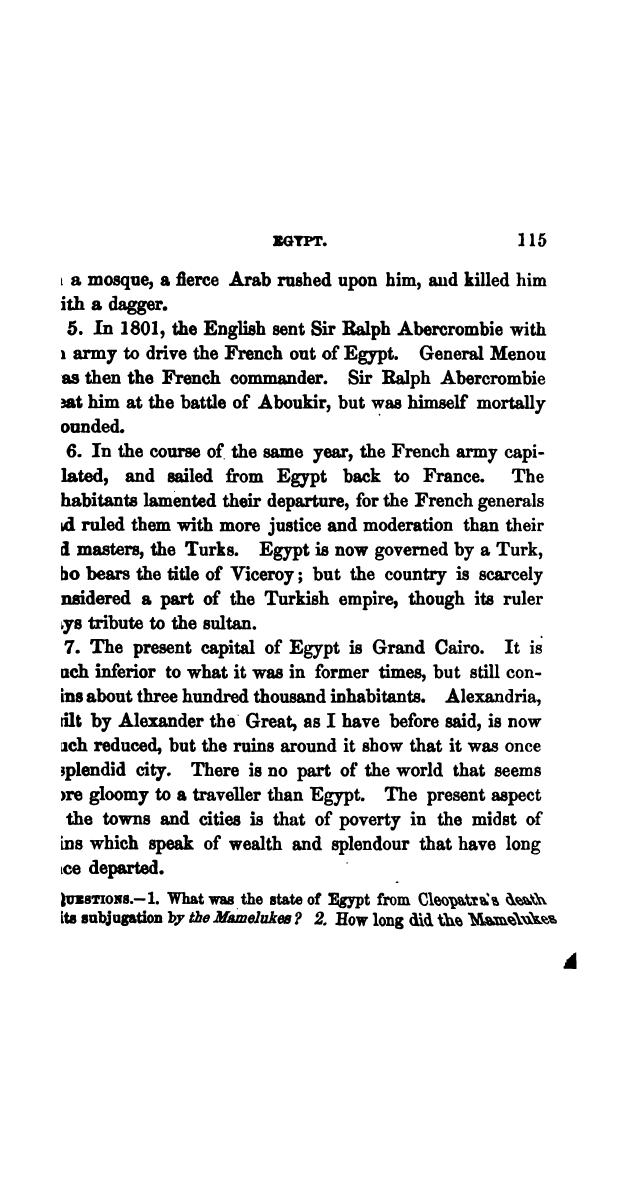 EGYPT. 115
a mosque, a fierce Arab rushed upon him, and killed him
ith a dagger.
5. In 1801, the English sent Sir Ralph Abercrombie with
army to drive the French out of Egypt. General Menou
as then the French commander. Sir Ralph Abercrombie
eat him at the battle of Aboukir, but was himself mortally
ounded.
6. In the course of the same year, the French army capi-
lated, and sailed from Egypt back to France. The
habitants lamented their departure, for the French generals
d ruled them with more justice and moderation than their
d masters, the Turks. Egypt is now governed by a Turk,
ho bears the title of Viceroy; but the country is scarcely
nsidered a part of the Turkish empire, though its ruler
ys tribute to the sultan.
7. The present capital of Egypt is Grand Cairo. It is
uch inferior to what it was in former times, but still con-
ins about three hundred thousand inhabitants. Alexandria,
ilt by Alexander the Great, as I have before said, is now
uch reduced, but the ruins around it show that it was once
splendid city. There is no part of the world that seems
ore gloomy to a traveller than Egypt. The present aspect
the towns and cities is that of poverty in the midst of
ins which speak of wealth and splendour that have long
ce departed.
QUESTIONS.—1. What was the state of Egypt from Cleopatra's death
its subjugation by the Mamelukes? 2. How long did the Mamelukes